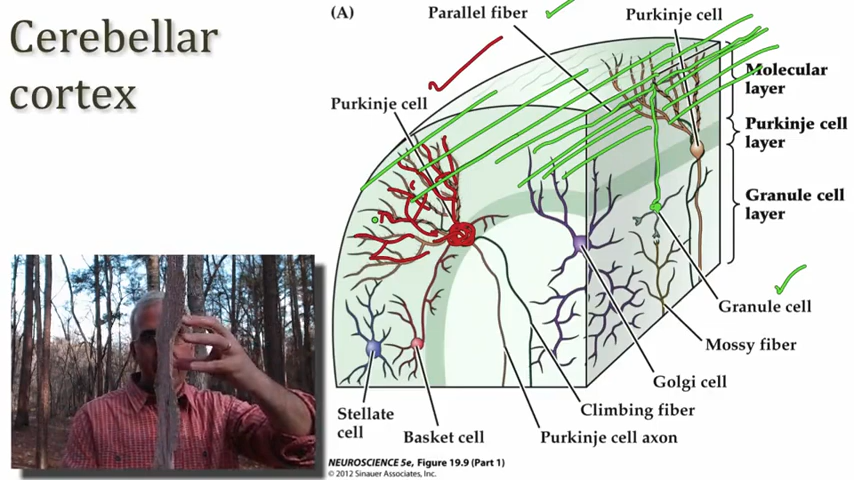 Cerebellar
cortex
(A)
Parallel fiber
Purkinje cell
Purkinje cell
Molecular
layer
Purkinje cell
layer
Granule cell
layer
Granule cell
Mossy fiber
Golgi cell
Climbing fiber
Purkinje cell axon
Basket cell
Stellate
cell
NEUROSCIENCE 5e, Figure 19.9 (Part 1)
© 2012 Sinauer Associates, Inc.